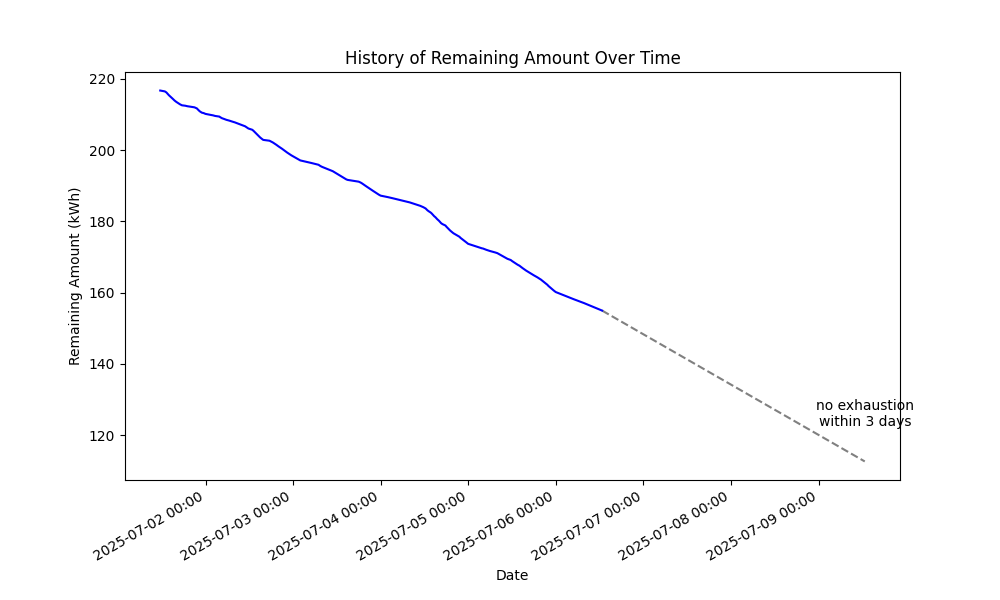 History of Remaining Amount Over Time
220
200
180
160
140
120
Remaining Amount (kWh)
no exhaustion
within 3 days
2025-07-02 00:00
2025-07-03 00:00
2025-07-04 00:00
2025-07-05 00:00
2025-07-06 00:00
2025-07-07 00:00
2025-07-08 00:00
2025-07-09 00:00
Date